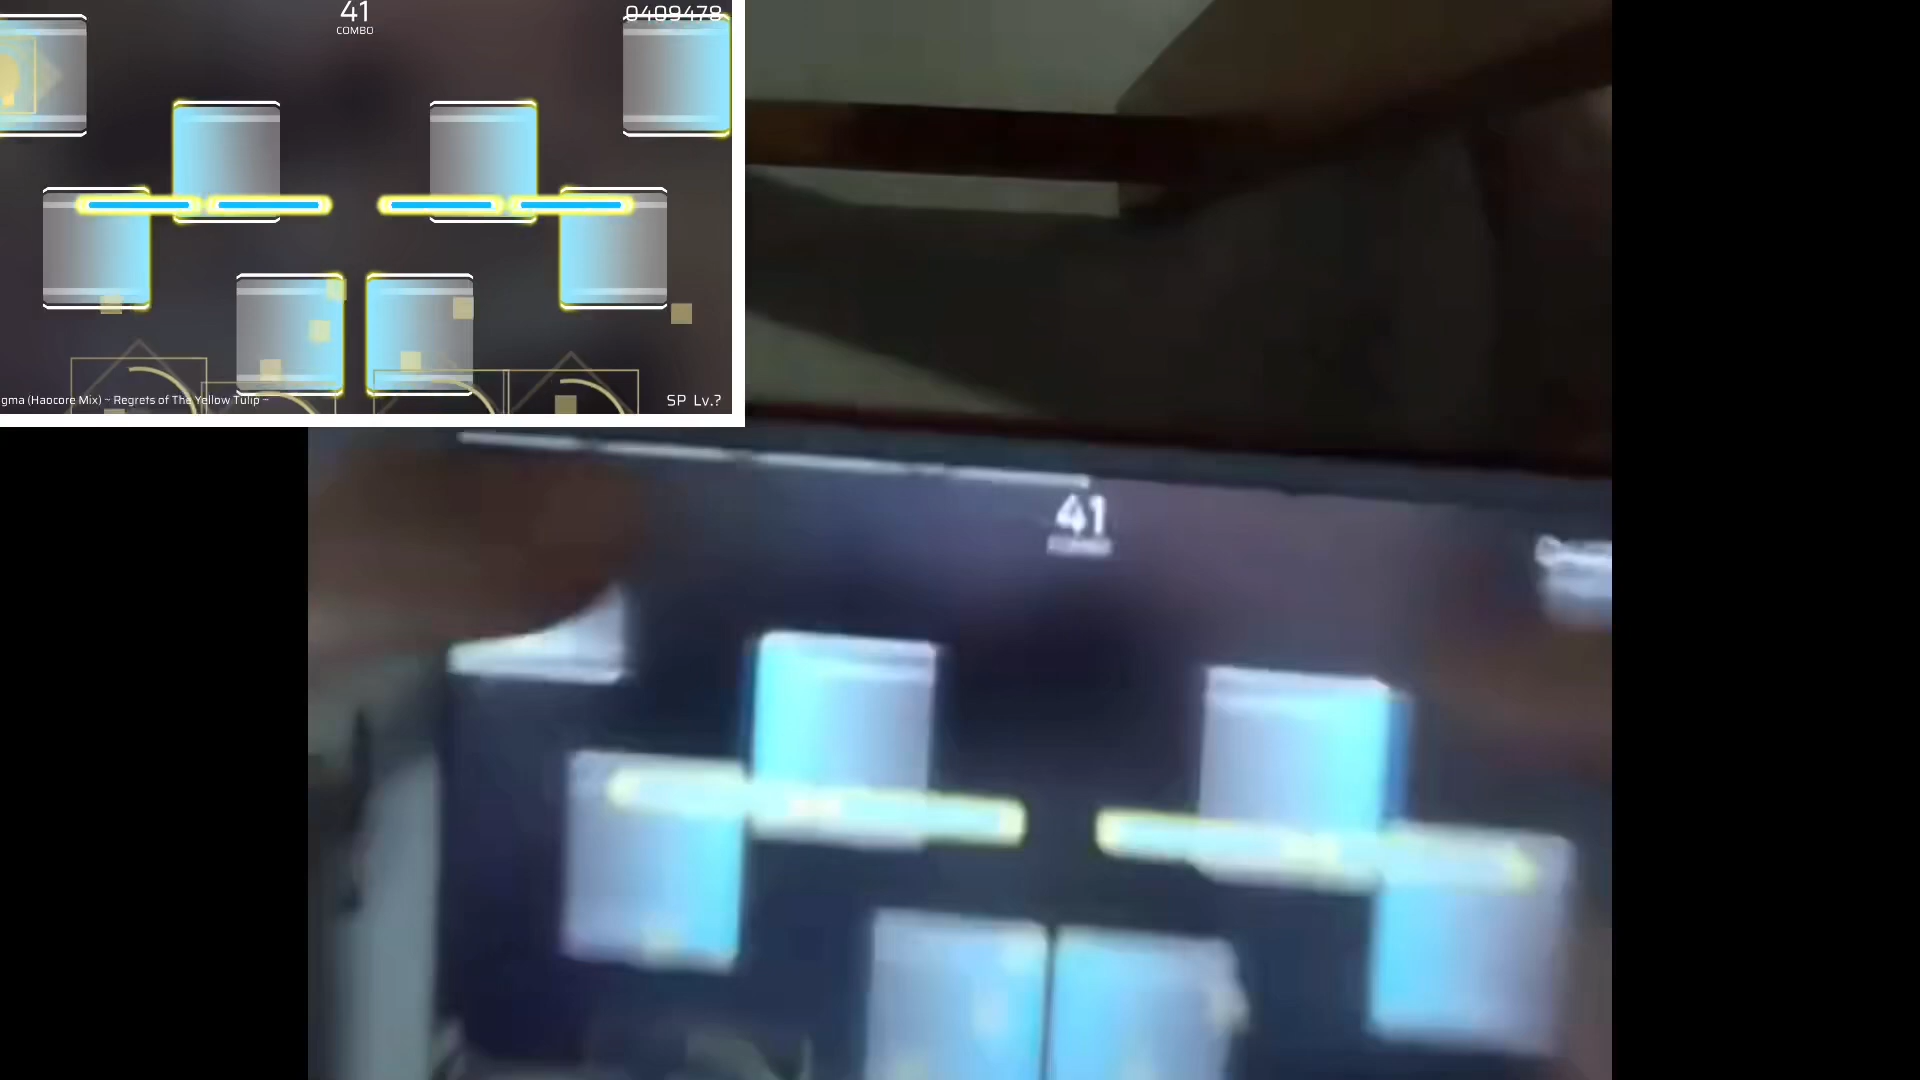 41
COMBO
0409478
gma (Haocore Mix) ~ Regrets of The Yellow Tulip ~
SP Lv.?
41